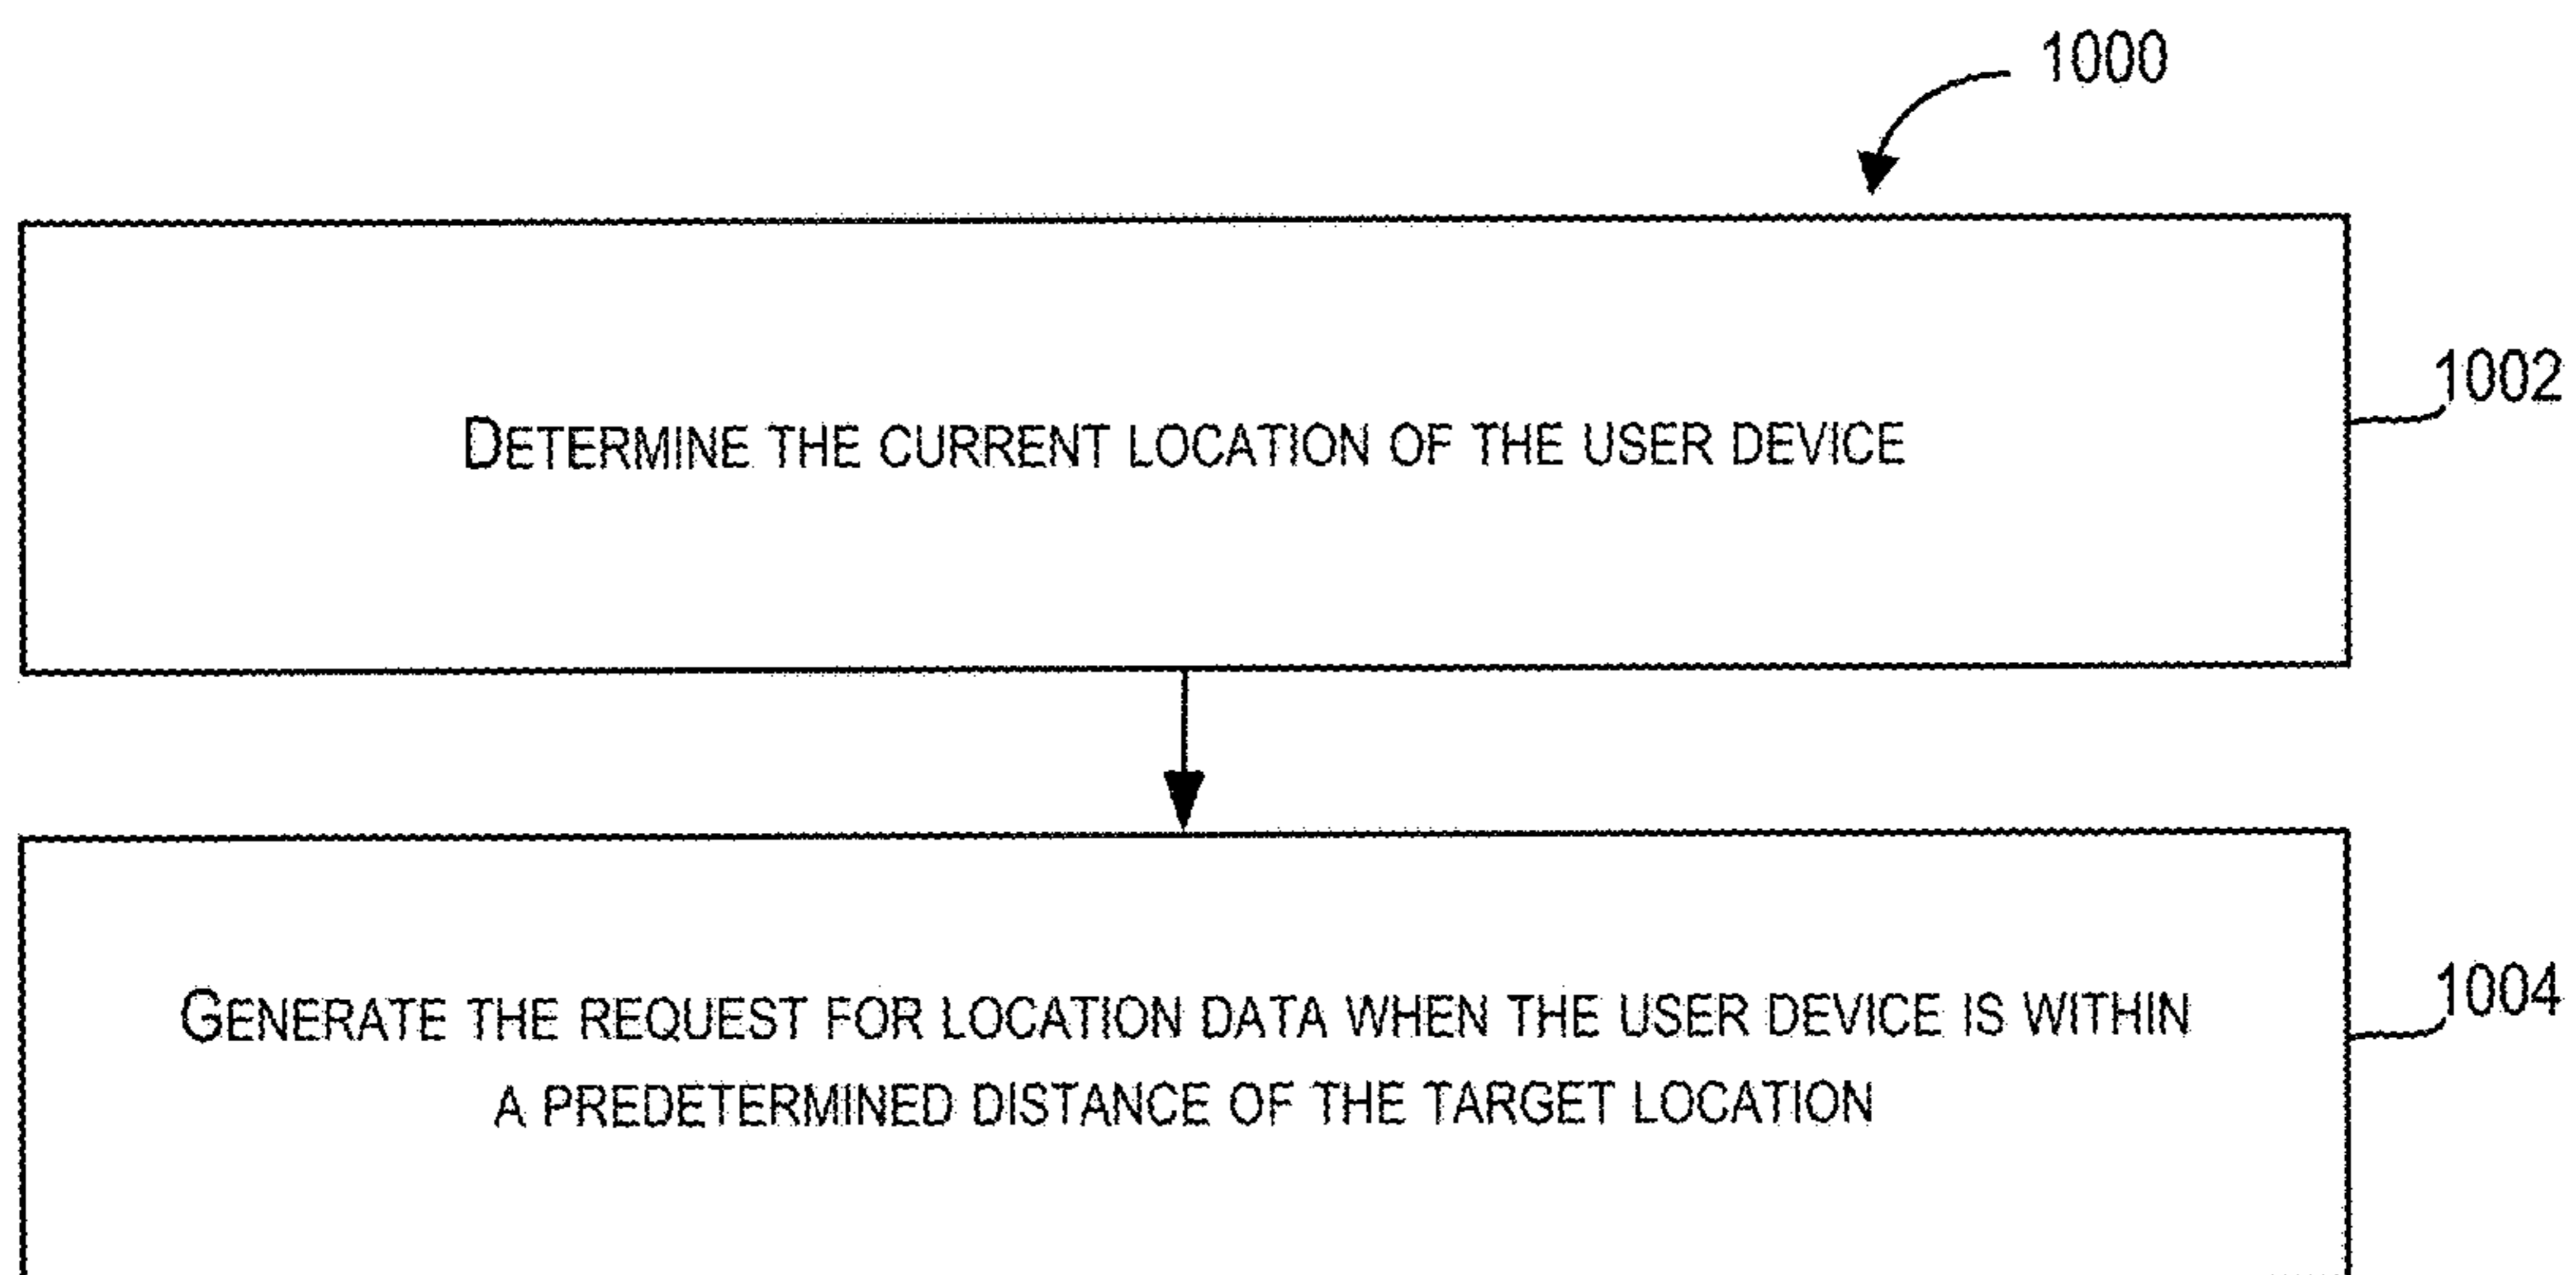 1000
DETERMINE THE CURRENT LOCATION OF THE USER DEVICE
1002
GENERATE THE REQUEST FOR LOCATION DATA WHEN THE USER DEVICE IS WITHIN
A PREDETERMINED DISTANCE OF THE TARGET LOCATION
1004